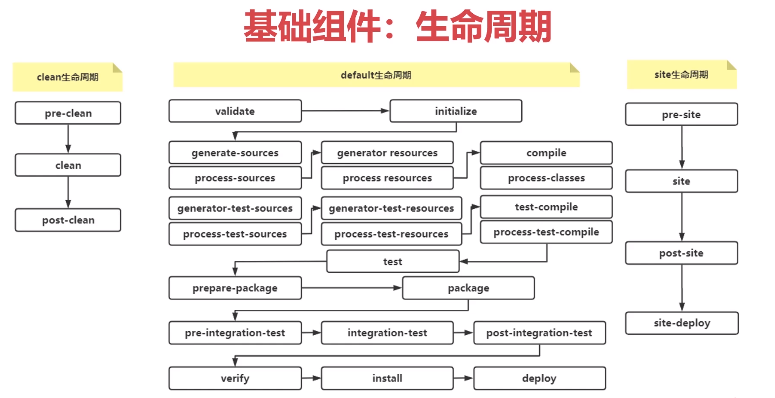 基础组件：生命周期
clean生命周期
default生命周期
site生命周期
pre-clean
clean
post-clean
validate
initialize
generate-sources
generator resources
compile
process-sources
process resources
process-classes
generator-test-sources
generator-test-resources
test-compile
process-test-sources
process-test-resources
process-test-compile
test
prepare-package
package
pre-integration-test
integration-test
post-integration-test
verify
install
deploy
pre-site
site
post-site
site-deploy